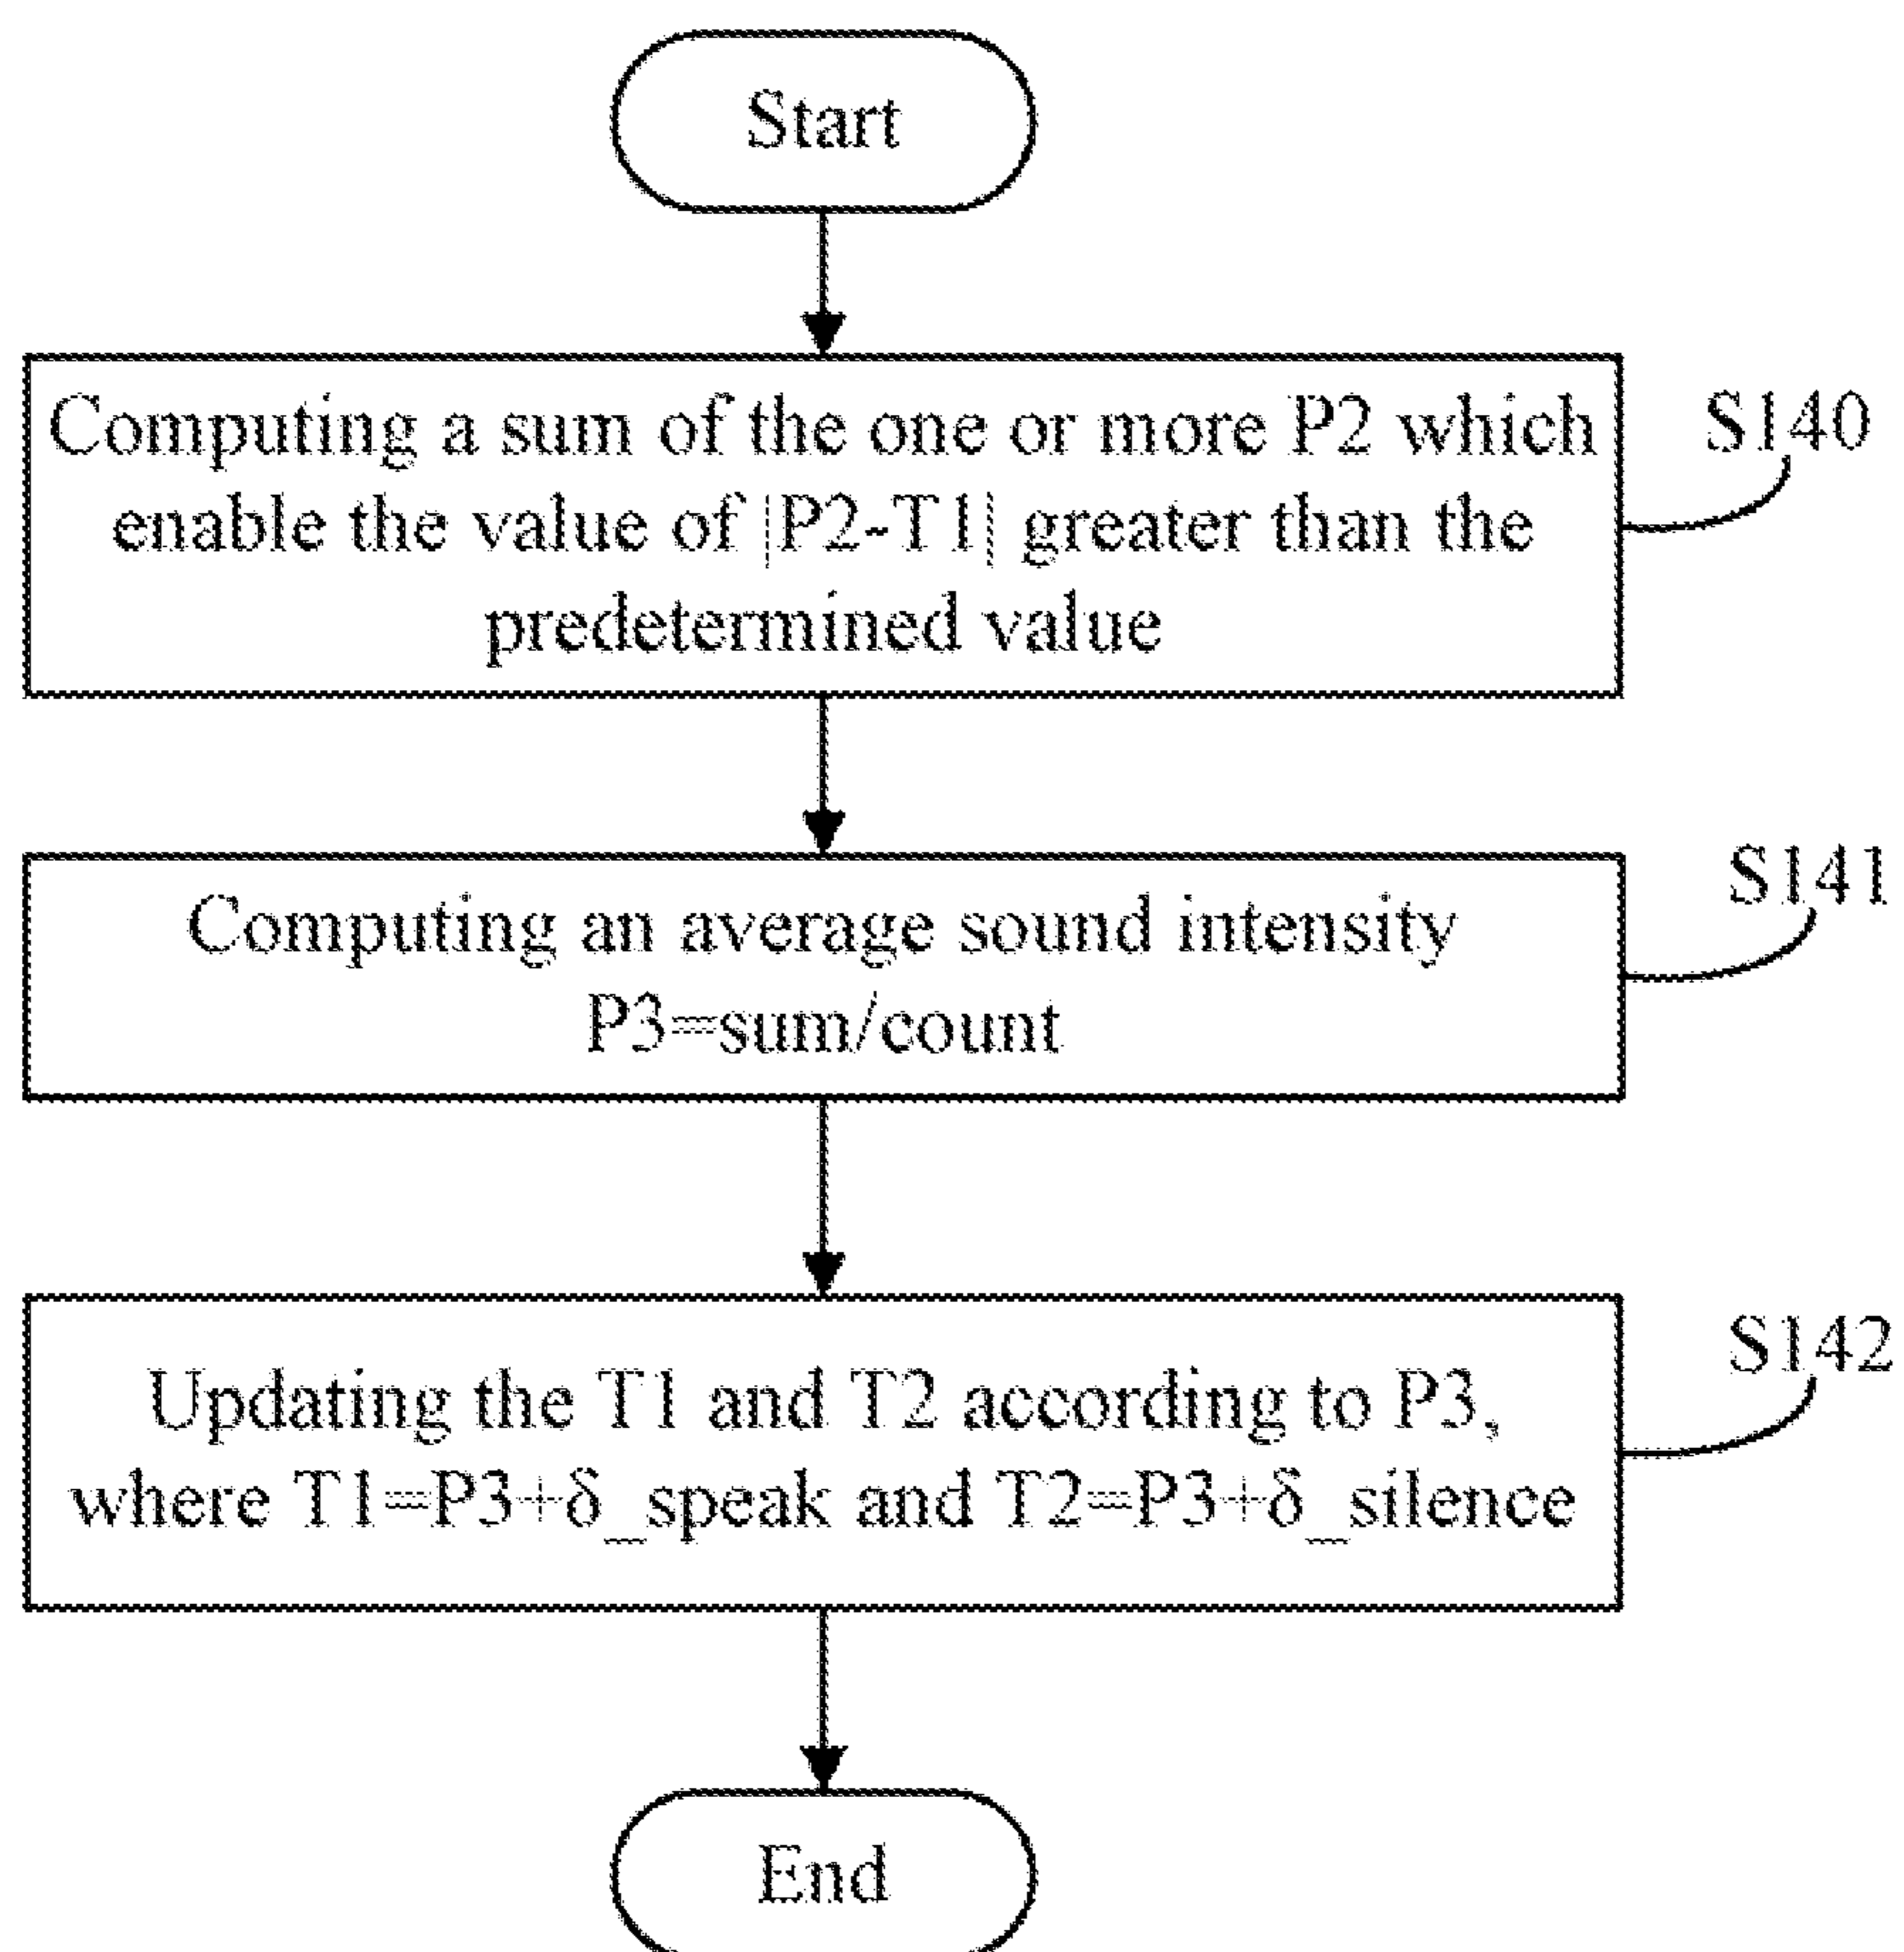 Start
Computing a sum of the one or more P2 which
enable the value of |P2-T1| greater than the
predetermined value
S140
Computing an average sound intensity
P3=sum/count
S141
Updating the T1 and T2 according to P3,
where T1=P3+δ_speak and T2=P3+δ_silence
S142
End